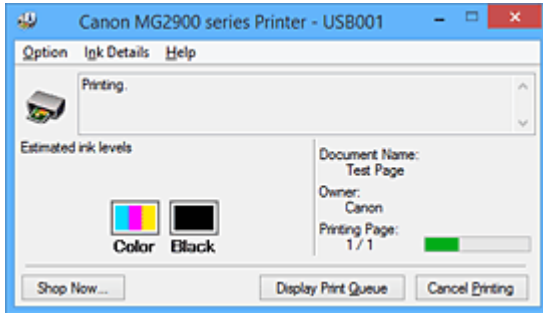 Canon MG2900 series Printer - USB001
Option Ink Details Help
Printing.
Estimated ink levels
Document Name:
Test Page
Owner:
Canon
Printing Page:
1 / 1
Color Black
Shop Now... Display Print Queue Cancel Printing